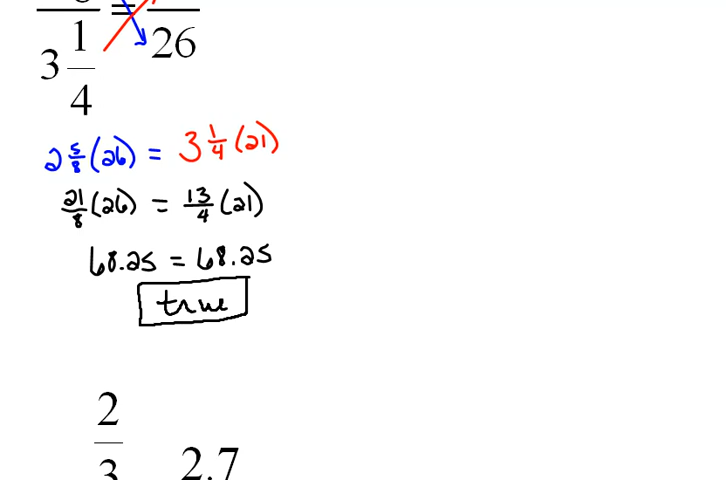 =
3 1/4 26
2 5/8 (26) = 3 1/4 (21)
21/8 (26) = 13/4 (21)
68.25 = 68.25
true
2/3 2.7